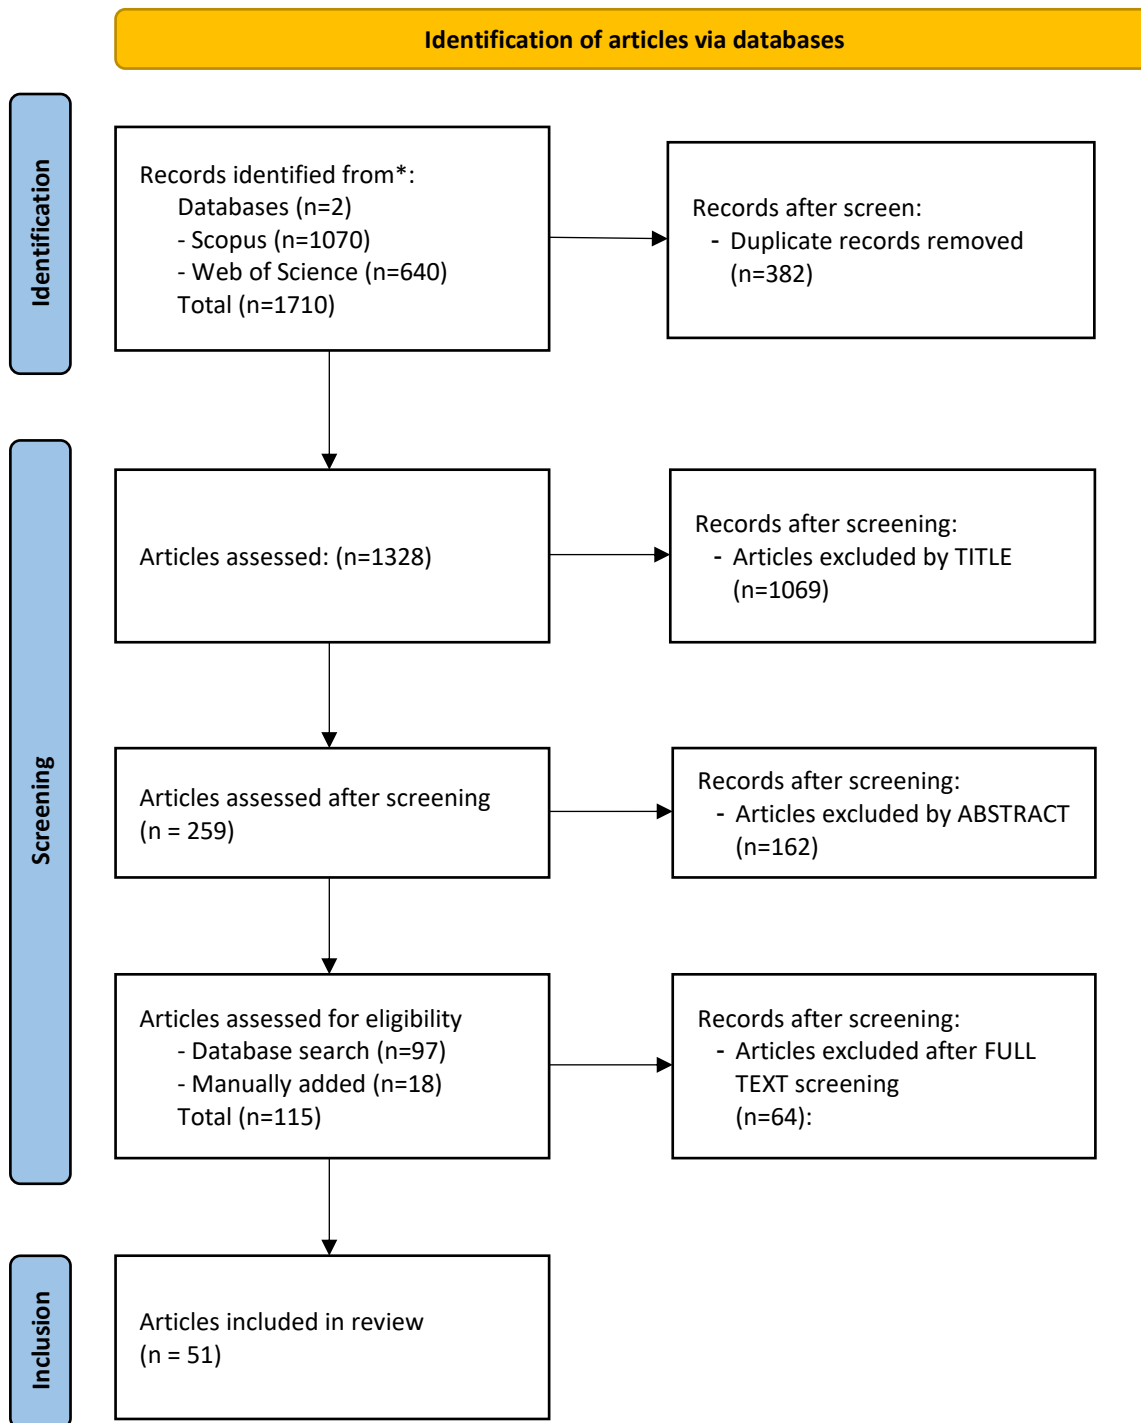 Identification of articles via databases
Identification
Records identified from*:
Databases (n=2)
- Scopus (n=1070)
- Web of Science (n=640)
Total (n=1710)
Records after screen:
- Duplicate records removed
(n=382)
Screening
Articles assessed: (n=1328)
Records after screening:
- Articles excluded by TITLE
(n=1069)
Articles assessed after screening
(n = 259)
Records after screening:
- Articles excluded by ABSTRACT
(n=162)
Articles assessed for eligibility
- Database search (n=97)
- Manually added (n=18)
Total (n=115)
Records after screening:
- Articles excluded after FULL
TEXT screening
(n=64):
Inclusion
Articles included in review
(n = 51)